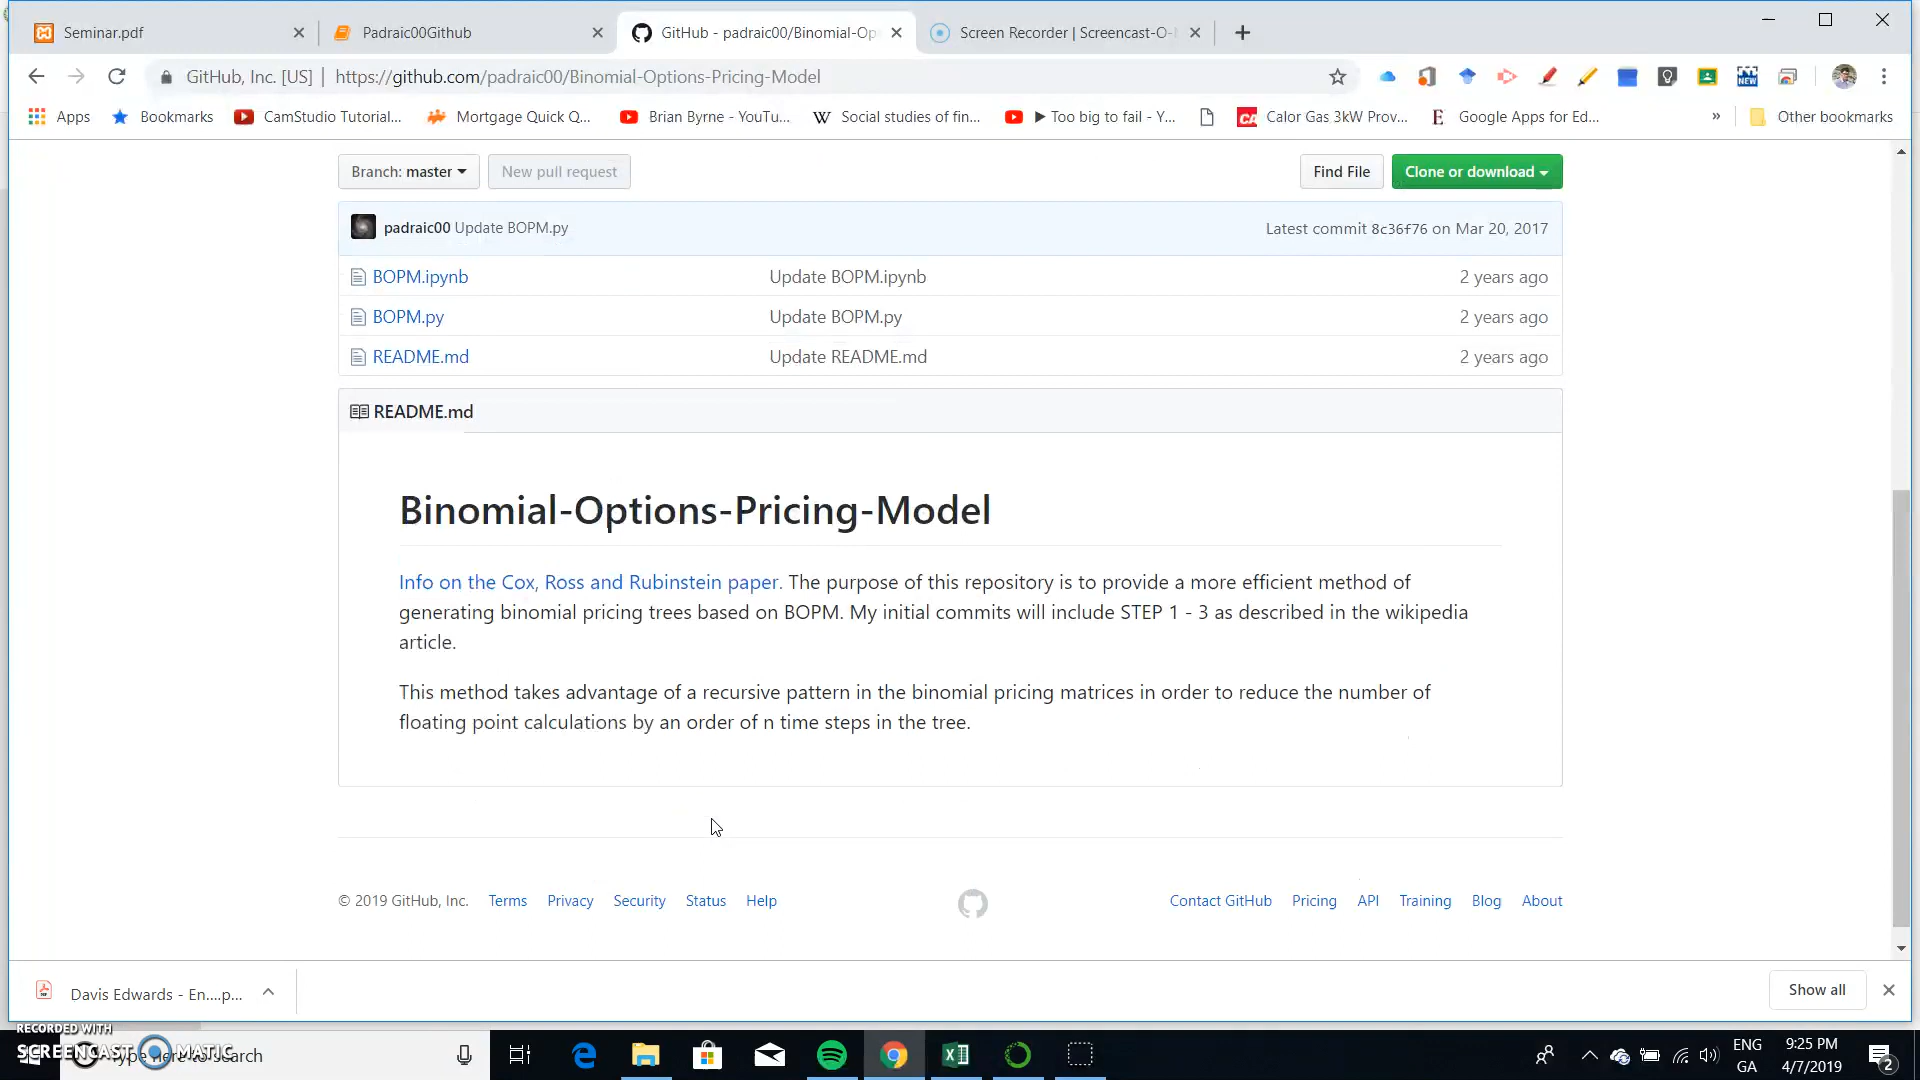 Seminar.pdf
Padraic00Github
GitHub - padraic00/Binomial-Op
Screen Recorder | Screencast-O-
GitHub, Inc. [US] | https://github.com/padraic00/Binomial-Options-Pricing-Model
Apps
Bookmarks
CamStudio Tutorial...
Mortgage Quick Q...
Brian Byrne - YouTu...
Social studies of fin...
▶ Too big to fail - Y...
Calor Gas 3kW Prov...
Google Apps for Ed...
»
Other bookmarks
Branch: master
New pull request
Find File
Clone or download
padraic00 Update BOPM.py
Latest commit 8c36f76 on Mar 20, 2017
BOPM.ipynb
Update BOPM.ipynb
2 years ago
BOPM.py
Update BOPM.py
2 years ago
README.md
Update README.md
2 years ago
README.md
Binomial-Options-Pricing-Model
Info on the Cox, Ross and Rubinstein paper. The purpose of this repository is to provide a more efficient method of
generating binomial pricing trees based on BOPM. My initial commits will include STEP 1 - 3 as described in the wikipedia
article.
This method takes advantage of a recursive pattern in the binomial pricing matrices in order to reduce the number of
floating point calculations by an order of n time steps in the tree.
© 2019 GitHub, Inc.
Terms
Privacy
Security
Status
Help
Contact GitHub
Pricing
API
Training
Blog
About
Davis Edwards - En....p...
Show all
RECORDED WITH
SCREENCAST MATIC
Type here to search
ENG
GA
9:25 PM
4/7/2019
2